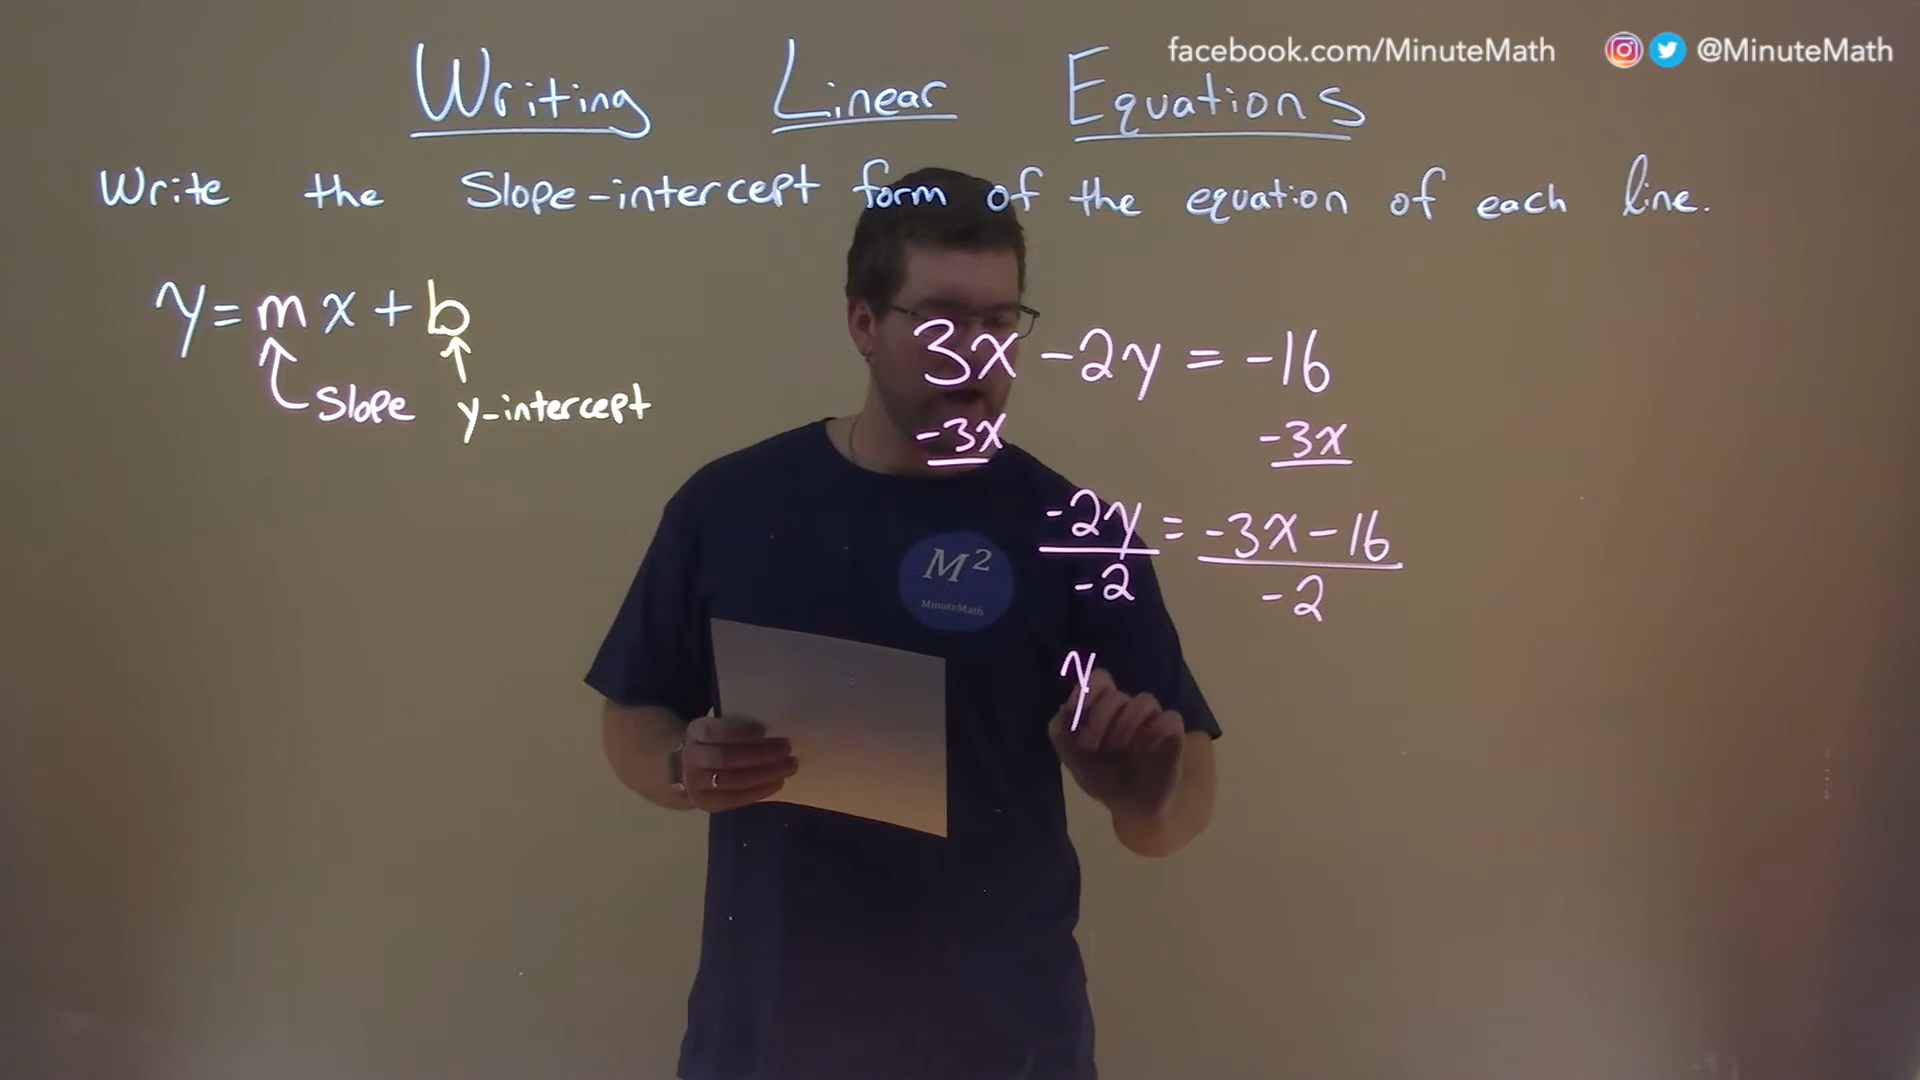 facebook.com/MinuteMath @MinuteMath
Writing Linear Equations
Write the Slope-intercept form of the equation of each line.
y=mx+b
Slope y-intercept
3x-2y=-16
-3x -3x
-2y=-3x-16
-2 -2
M²
MinuteMath
y